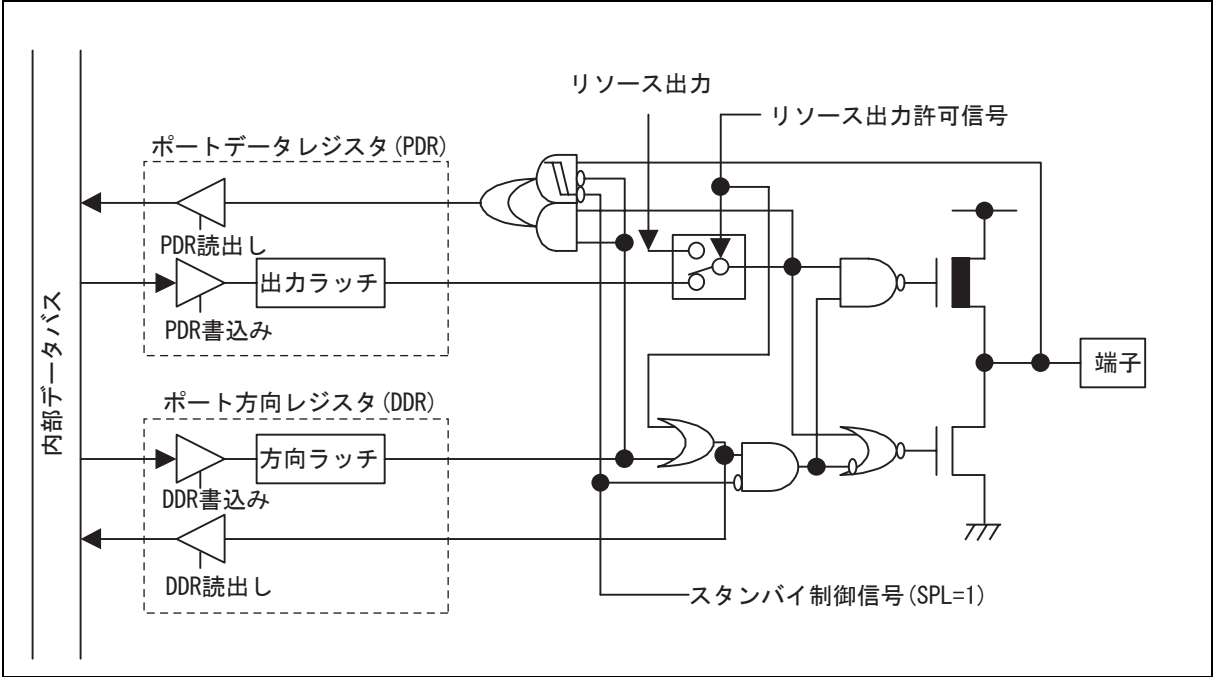 リソース出力
リソース出力許可信号
ポートデータレジスタ(PDR)
PDR読出し
出力ラッチ
PDR書込み
内部データバス
端子
ポート方向レジスタ(DDR)
方向ラッチ
DDR書込み
DDR読出し
スタンバイ制御信号(SPL=1)